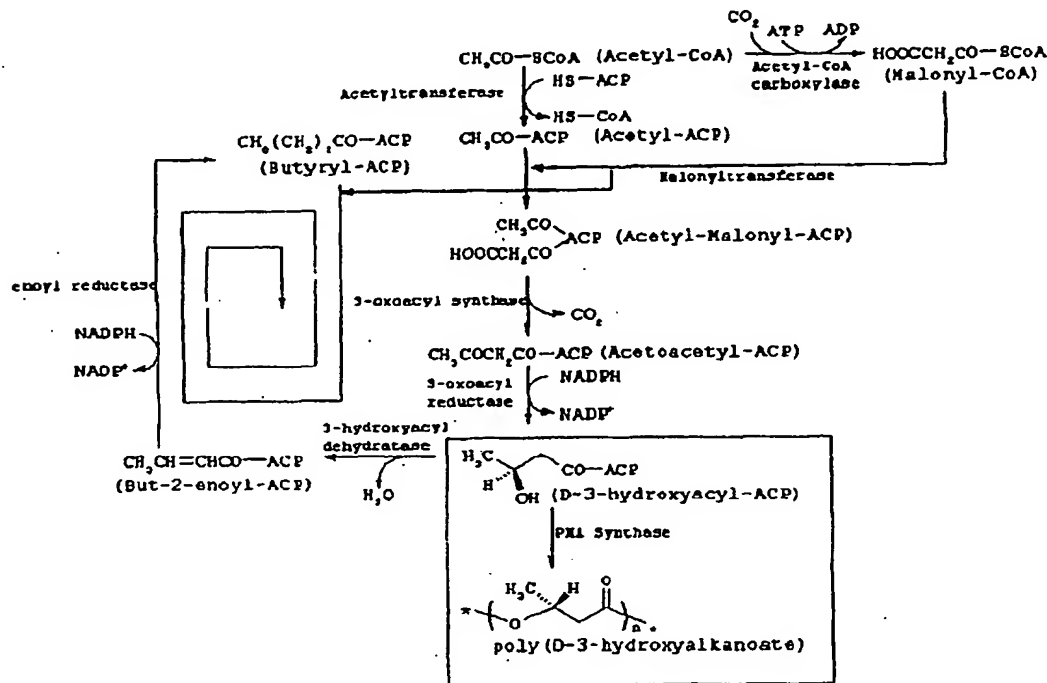 CO2 ATP ADP
CH3CO—SCoA (Acetyl-CoA)
HOOCCH2CO—SCoA
(Malonyl-CoA)
Acetyl-CoA
carboxylase
HS—ACP
Acetyltransferase
HS—CoA
CH3CO—ACP (Acetyl-ACP)
CH3(CH2)2CO—ACP
(Butyryl-ACP)
Malonyltransferase
CH3CO
HOOCCH2CO
ACP (Acetyl-Malonyl-ACP)
enoyl reductase
3-oxoacyl synthase
CO2
NADPH
NADP+
CH3COCH2CO—ACP (Acetoacetyl-ACP)
3-oxoacyl
reductase
NADPH
NADP+
3-hydroxyacyl
dehydratase
CH3CH=CHCO—ACP
(But-2-enoyl-ACP)
H2O
H3C
H
OH
CO—ACP
(D-3-hydroxyacyl-ACP)
PHA Synthase
H3C H O
* ( O ) n *
poly(D-3-hydroxyalkanoate)